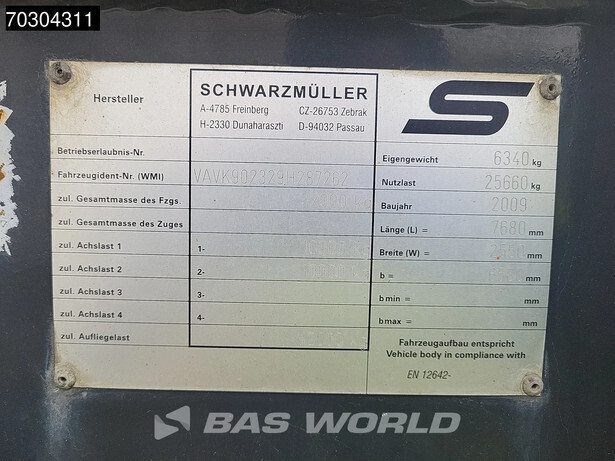 70304311
Hersteller
SCHWARZMÜLLER
A-4785 Freinberg CZ-26753 Zebrak
H-2330 Dunaharaszti D-94032 Passau
Betriebserlaubnis-Nr.
Fahrzeugident-Nr. (WMI)
zul. Gesamtmasse des Fzgs.
zul. Gesamtmasse des Zuges
zul. Achslast 1 1-
zul. Achslast 2 2-
zul. Achslast 3 3-
zul. Achslast 4 4-
zul. Aufliegelast
Eigengewicht 6340 kg
Nutzlast 25660 kg
Baujahr 2009
Länge (L) = 7680 mm
Breite (W) = mm
b = mm
b min = mm
b max = mm
Fahrzeugaufbau entspricht
Vehicle body in compliance with
EN 12642-
BAS WORLD